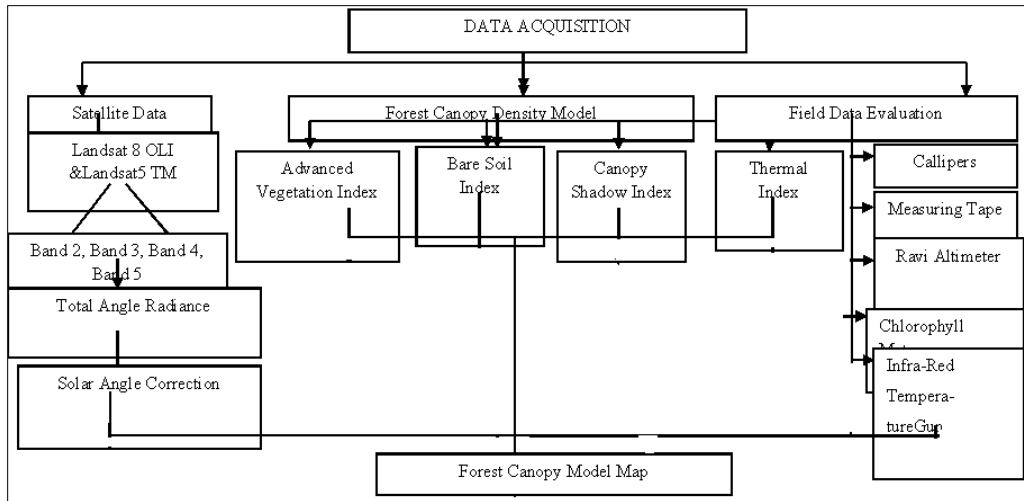 DATA ACQUISITION
Satellite Data
Forest Canopy Density Model
Field Data Evaluation
Landsat 8 OLI
&Landsat5 TM
Advanced
Vegetation Index
Bare Soil
Index
Canopy
Shadow Index
Thermal
Index
Callipers
Measuring Tape
Ravi Altimeter
Band 2, Band 3, Band 4,
Band 5
Total Angle Radiance
Chlorophyll
Infra-Red
Tempera-
tureGun
Solar Angle Correction
Forest Canopy Model Map